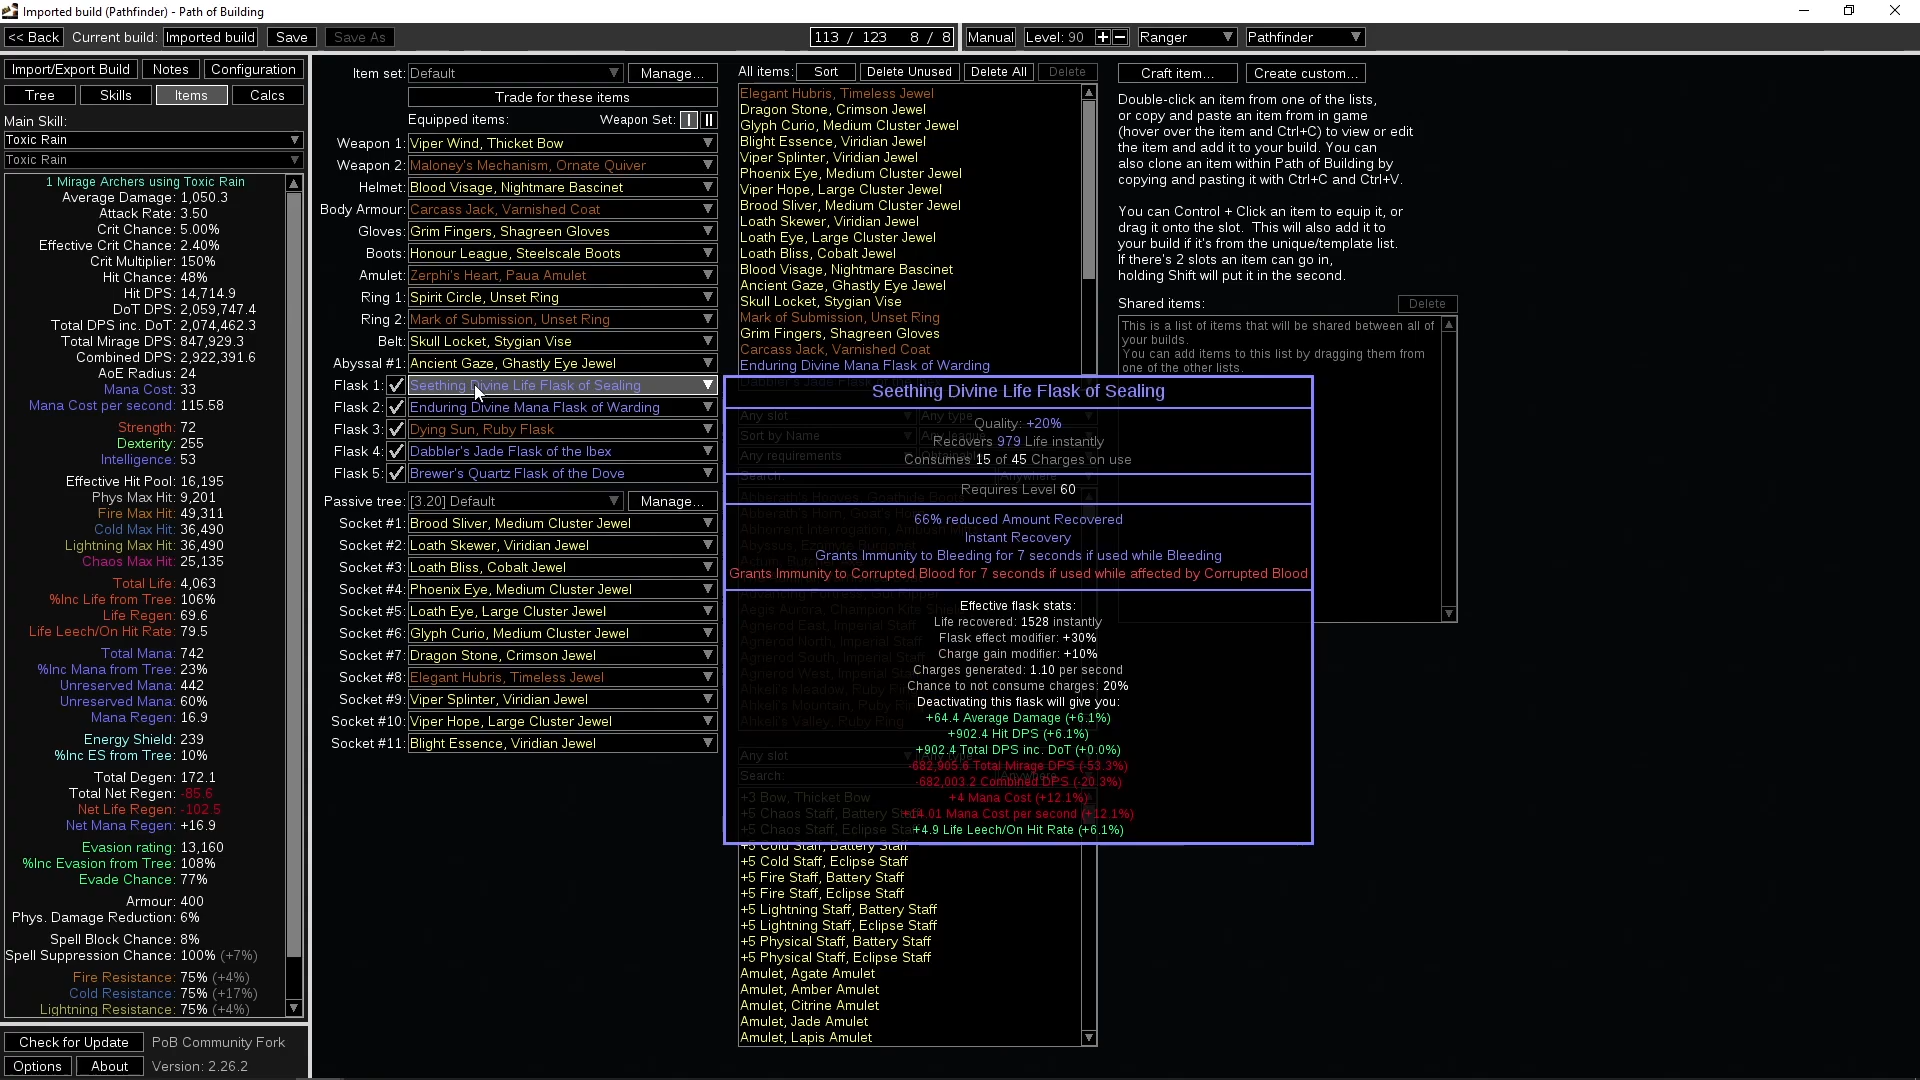 Imported build (Pathfinder) - Path of Building
<< Back
Current build:
Imported build
Save
Save As
113 / 123 8 / 8
Manual
Level: 90
+
−
Ranger
Pathfinder
Import/Export Build
Notes
Configuration
Tree
Skills
Items
Calcs
Main Skill:
Toxic Rain
Toxic Rain
1 Mirage Archers using Toxic Rain
Average Damage: 1,050.3
Attack Rate: 3.50
Crit Chance: 5.00%
Effective Crit Chance: 2.40%
Crit Multiplier: 150%
Hit Chance: 48%
Hit DPS: 14,714.9
DoT DPS: 2,059,747.4
Total DPS inc. DoT: 2,074,462.3
Total Mirage DPS: 847,929.3
Combined DPS: 2,922,391.6
AoE Radius: 24
Mana Cost: 33
Mana Cost per second: 115.58
Strength: 72
Dexterity: 255
Intelligence: 53
Effective Hit Pool: 16,195
Phys Max Hit: 9,201
Fire Max Hit: 49,311
Cold Max Hit: 36,490
Lightning Max Hit: 36,490
Chaos Max Hit: 25,135
Total Life: 4,063
%Inc Life from Tree: 106%
Life Regen: 69.6
Life Leech/On Hit Rate: 79.5
Total Mana: 742
%Inc Mana from Tree: 23%
Unreserved Mana: 442
Unreserved Mana: 60%
Mana Regen: 16.9
Energy Shield: 239
%Inc ES from Tree: 10%
Total Degen: 172.1
Total Net Regen: -85.6
Net Life Regen: -102.5
Net Mana Regen: +16.9
Evasion rating: 13,160
%Inc Evasion from Tree: 108%
Evade Chance: 77%
Armour: 400
Phys. Damage Reduction: 6%
Spell Block Chance: 8%
Spell Suppression Chance: 100% (+7%)
Fire Resistance: 75% (+4%)
Cold Resistance: 75% (+17%)
Lightning Resistance: 75% (+4%)
Check for Update
PoB Community Fork
Options
About
Version: 2.26.2
Item set: Default
Manage...
Trade for these items
Equipped items:
Weapon Set: I II
Weapon 1: Viper Wind, Thicket Bow
Weapon 2: Maloney's Mechanism, Ornate Quiver
Helmet: Blood Visage, Nightmare Bascinet
Body Armour: Carcass Jack, Varnished Coat
Gloves: Grim Fingers, Shagreen Gloves
Boots: Honour League, Steelscale Boots
Amulet: Zerphi's Heart, Paua Amulet
Ring 1: Spirit Circle, Unset Ring
Ring 2: Mark of Submission, Unset Ring
Belt: Skull Locket, Stygian Vise
Abyssal #1: Ancient Gaze, Ghastly Eye Jewel
Flask 1: Seething Divine Life Flask of Sealing
Flask 2: Enduring Divine Mana Flask of Warding
Flask 3: Dying Sun, Ruby Flask
Flask 4: Dabbler's Jade Flask of the Ibex
Flask 5: Brewer's Quartz Flask of the Dove
Passive tree: [3.20] Default
Manage...
Socket #1: Brood Sliver, Medium Cluster Jewel
Socket #2: Loath Skewer, Viridian Jewel
Socket #3: Loath Bliss, Cobalt Jewel
Socket #4: Phoenix Eye, Medium Cluster Jewel
Socket #5: Loath Eye, Large Cluster Jewel
Socket #6: Glyph Curio, Medium Cluster Jewel
Socket #7: Dragon Stone, Crimson Jewel
Socket #8: Elegant Hubris, Timeless Jewel
Socket #9: Viper Splinter, Viridian Jewel
Socket #10: Viper Hope, Large Cluster Jewel
Socket #11: Blight Essence, Viridian Jewel
All items:
Sort
Delete Unused
Delete All
Delete
Elegant Hubris, Timeless Jewel
Dragon Stone, Crimson Jewel
Glyph Curio, Medium Cluster Jewel
Blight Essence, Viridian Jewel
Viper Splinter, Viridian Jewel
Phoenix Eye, Medium Cluster Jewel
Viper Hope, Large Cluster Jewel
Brood Sliver, Medium Cluster Jewel
Loath Skewer, Viridian Jewel
Loath Eye, Large Cluster Jewel
Loath Bliss, Cobalt Jewel
Blood Visage, Nightmare Bascinet
Ancient Gaze, Ghastly Eye Jewel
Skull Locket, Stygian Vise
Mark of Submission, Unset Ring
Grim Fingers, Shagreen Gloves
Carcass Jack, Varnished Coat
Enduring Divine Mana Flask of Warding
Seething Divine Life Flask of Sealing
Quality: +20%
Recovers 979 Life instantly
Consumes 15 of 45 Charges on use
Requires Level 60
66% reduced Amount Recovered
Instant Recovery
Grants Immunity to Bleeding for 7 seconds if used while Bleeding
Grants Immunity to Corrupted Blood for 7 seconds if used while affected by Corrupted Blood
Effective flask stats:
Life recovered: 1528 instantly
Flask effect modifier: +30%
Charge gain modifier: +10%
Charges generated: 1.10 per second
Chance to not consume charges: 20%
Deactivating this flask will give you:
+64.4 Average Damage (+6.1%)
+902.4 Hit DPS (+6.1%)
+902.4 Total DPS inc. DoT (+0.0%)
-682,905.6 Total Mirage DPS (-53.3%)
-682,003.2 Combined DPS (-20.3%)
+4 Mana Cost (+12.1%)
+14.01 Mana Cost per second (+12.1%)
+4.9 Life Leech/On Hit Rate (+6.1%)
Any slot
Sort by Name
Any requirements
Search:
Any slot
Search:
+3 Bow, Thicket Bow
+5 Chaos Staff, Battery
+5 Chaos Staff, Eclipse
+5 Cold Staff, Battery Staff
+5 Cold Staff, Eclipse Staff
+5 Fire Staff, Battery Staff
+5 Fire Staff, Eclipse Staff
+5 Lightning Staff, Battery Staff
+5 Lightning Staff, Eclipse Staff
+5 Physical Staff, Battery Staff
+5 Physical Staff, Eclipse Staff
Amulet, Agate Amulet
Amulet, Amber Amulet
Amulet, Citrine Amulet
Amulet, Jade Amulet
Amulet, Lapis Amulet
Craft item...
Create custom...
Double-click an item from one of the lists,
or copy and paste an item from in game
(hover over the item and Ctrl+C) to view or edit
the item and add it to your build. You can
also clone an item within Path of Building by
copying and pasting it with Ctrl+C and Ctrl+V.
You can Control + Click an item to equip it, or
drag it onto the slot. This will also add it to
your build if it's from the unique/template list.
If there's 2 slots an item can go in,
holding Shift will put it in the second.
Shared items:
Delete
This is a list of items that will be shared between all of
your builds.
You can add items to this list by dragging them from
one of the other lists.